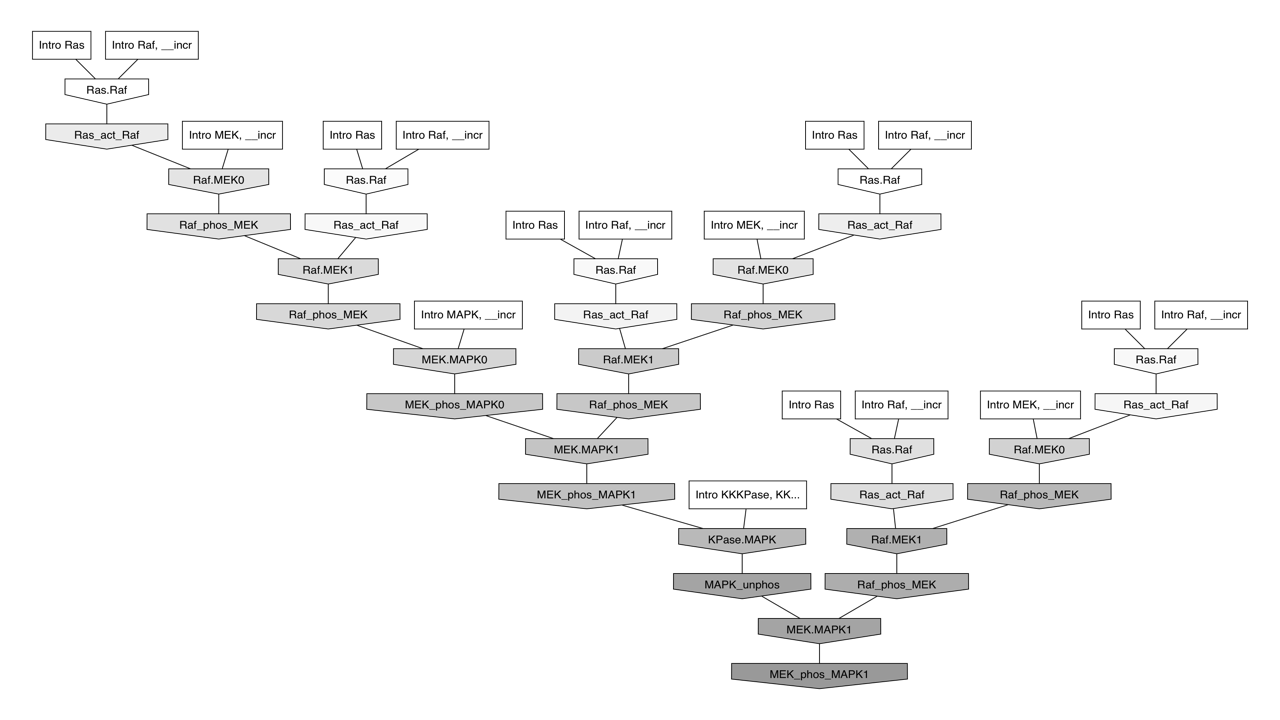 Intro Ras
Intro Raf, __incr
Ras.Raf
Ras_act_Raf
Intro MEK, __incr
Intro Ras
Intro Raf, __incr
Intro Ras
Intro Raf, __incr
Raf.MEK0
Ras.Raf
Ras.Raf
Raf_phos_MEK
Ras_act_Raf
Intro Ras
Intro Raf, __incr
Intro MEK, __incr
Ras_act_Raf
Raf.MEK1
Ras.Raf
Raf.MEK0
Raf_phos_MEK
Intro MAPK, __incr
Ras_act_Raf
Raf_phos_MEK
Intro Ras
Intro Raf, __incr
MEK.MAPK0
Raf.MEK1
Ras.Raf
MEK_phos_MAPK0
Raf_phos_MEK
Intro Ras
Intro Raf, __incr
Intro MEK, __incr
Ras_act_Raf
MEK.MAPK1
Ras.Raf
Raf.MEK0
MEK_phos_MAPK1
Intro KKKPase, KK...
Ras_act_Raf
Raf_phos_MEK
KPase.MAPK
Raf.MEK1
MAPK_unphos
Raf_phos_MEK
MEK.MAPK1
MEK_phos_MAPK1